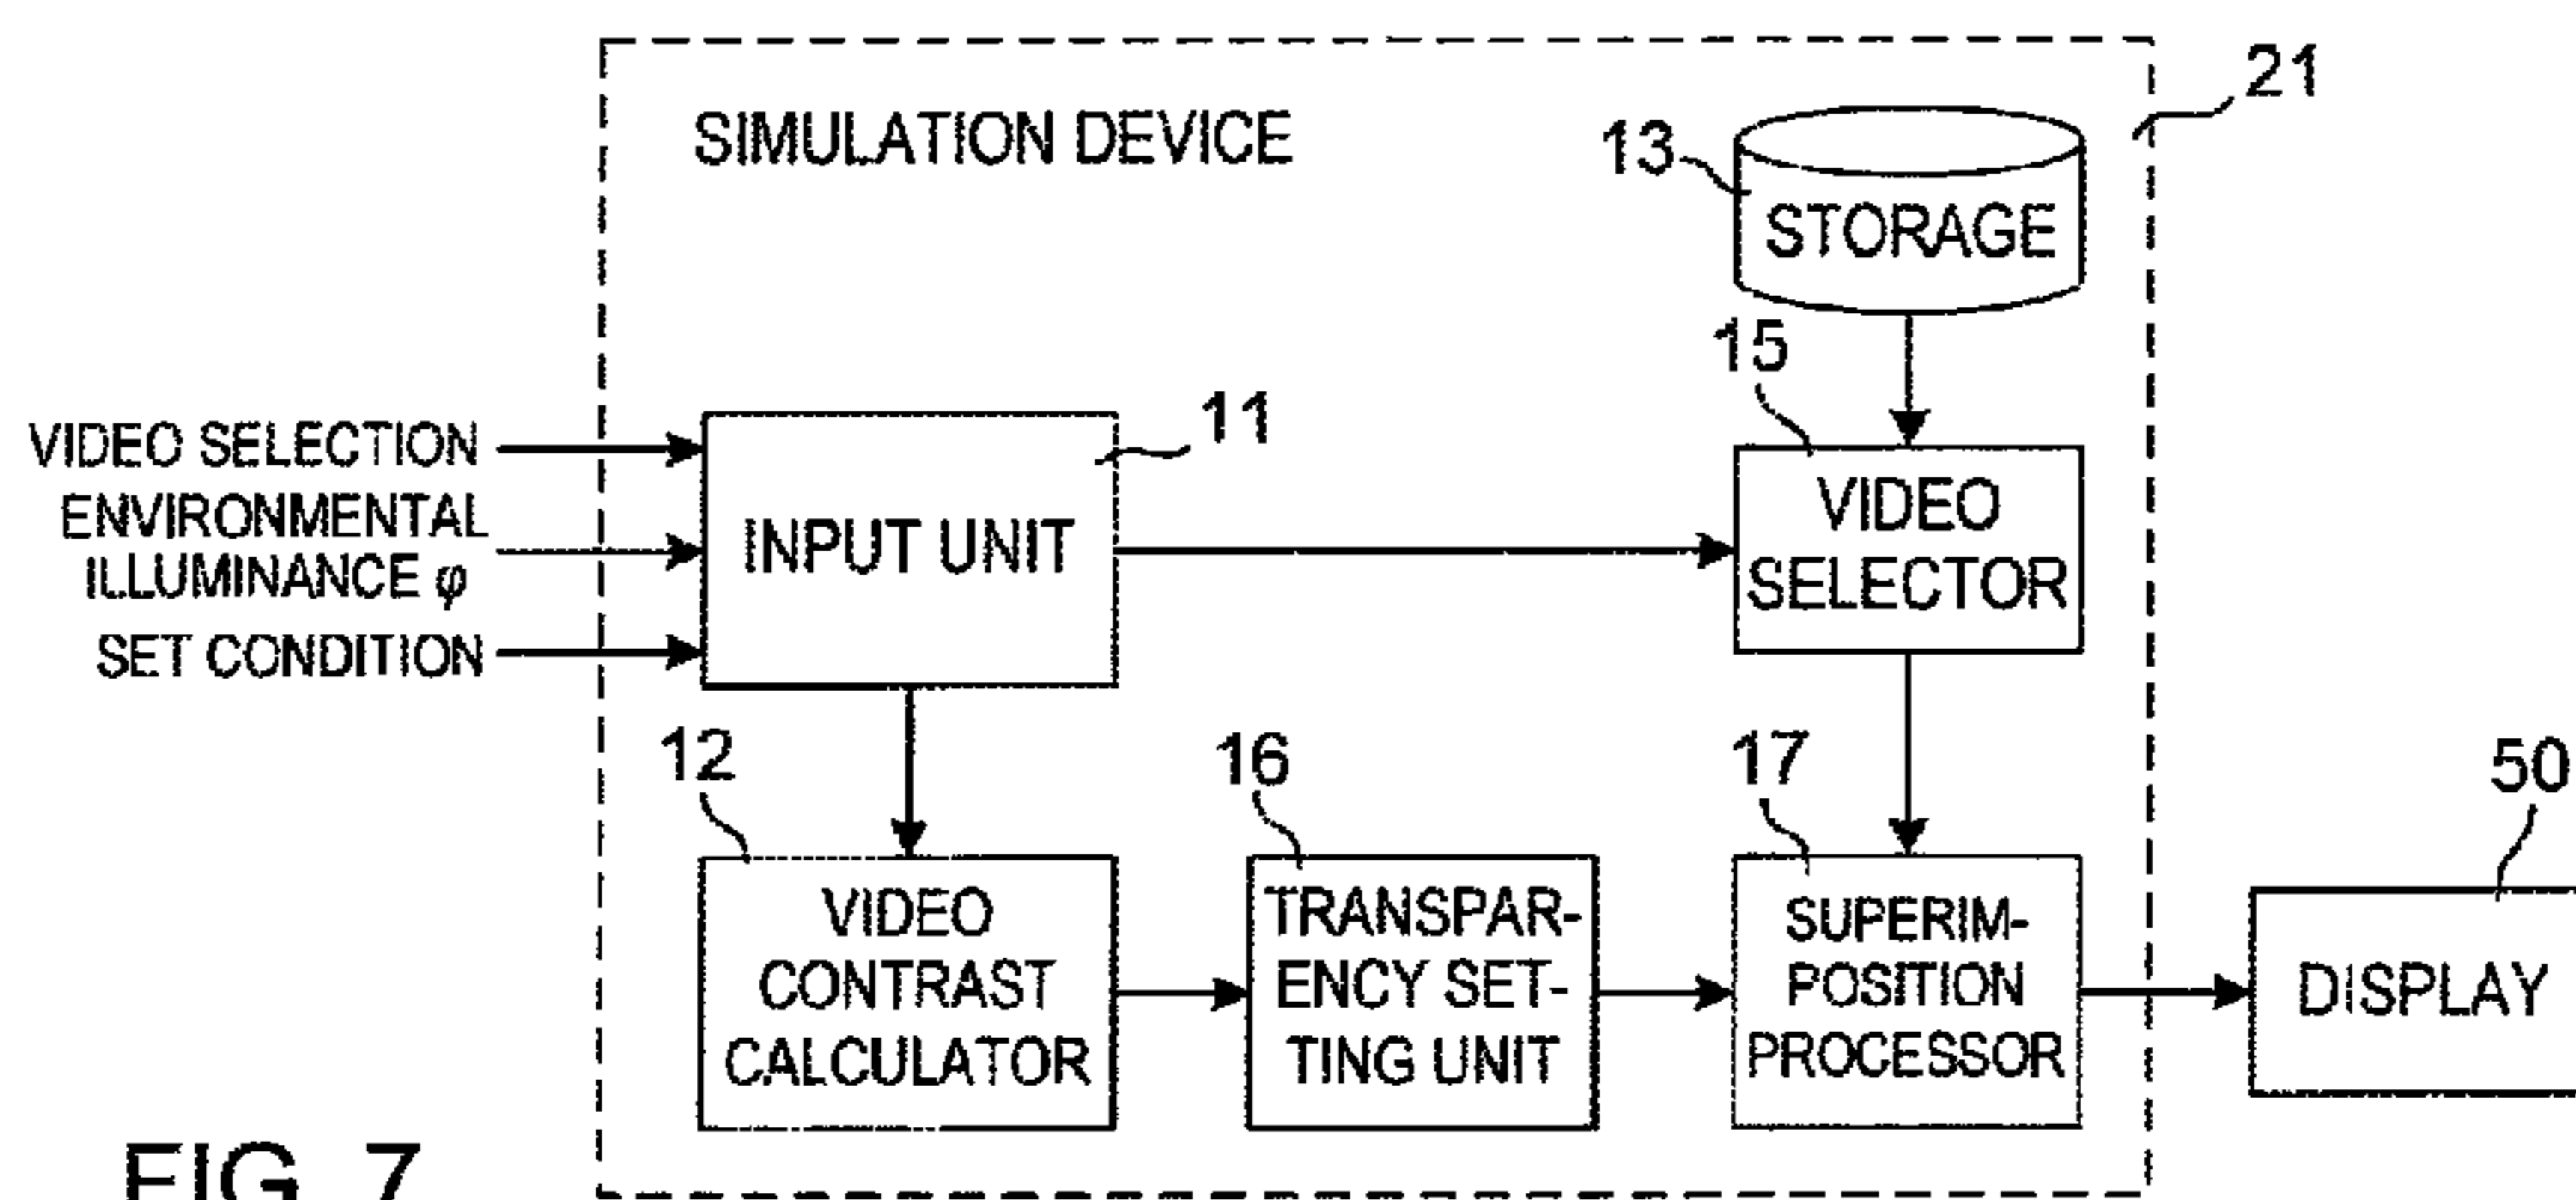 21
SIMULATION DEVICE
13
STORAGE
15
11
VIDEO SELECTION
ENVIRONMENTAL
ILLUMINANCE φ
SET CONDITION
INPUT UNIT
VIDEO
SELECTOR
12
16
17
50
VIDEO
CONTRAST
CALCULATOR
TRANSPAR-
ENCY SET-
TING UNIT
SUPERIM-
POSITION
PROCESSOR
DISPLAY
FIG. 7